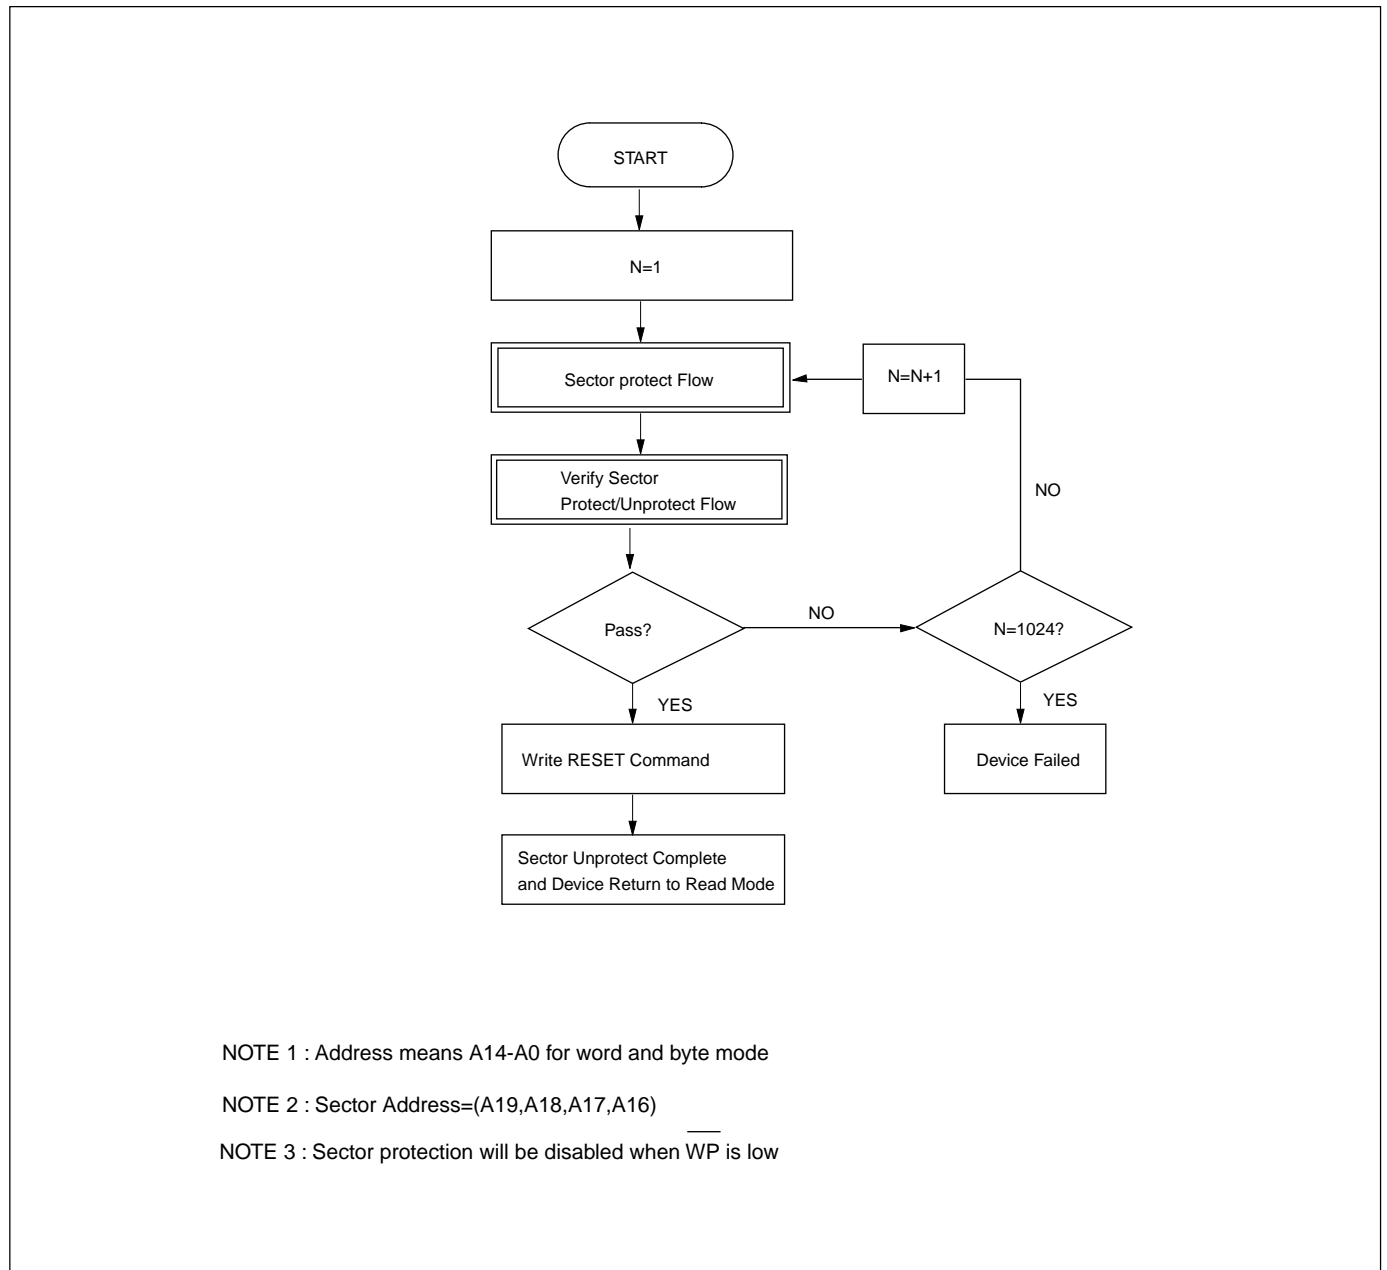 START
N=1
Sector protect Flow
N=N+1
Verify Sector
Protect/Unprotect Flow
NO
Pass?
NO
N=1024?
YES
YES
Write RESET Command
Device Failed
Sector Unprotect Complete
and Device Return to Read Mode
NOTE 1 : Address means A14-A0 for word and byte mode
NOTE 2 : Sector Address=(A19,A18,A17,A16)
NOTE 3 : Sector protection will be disabled when W̅P̅ is low